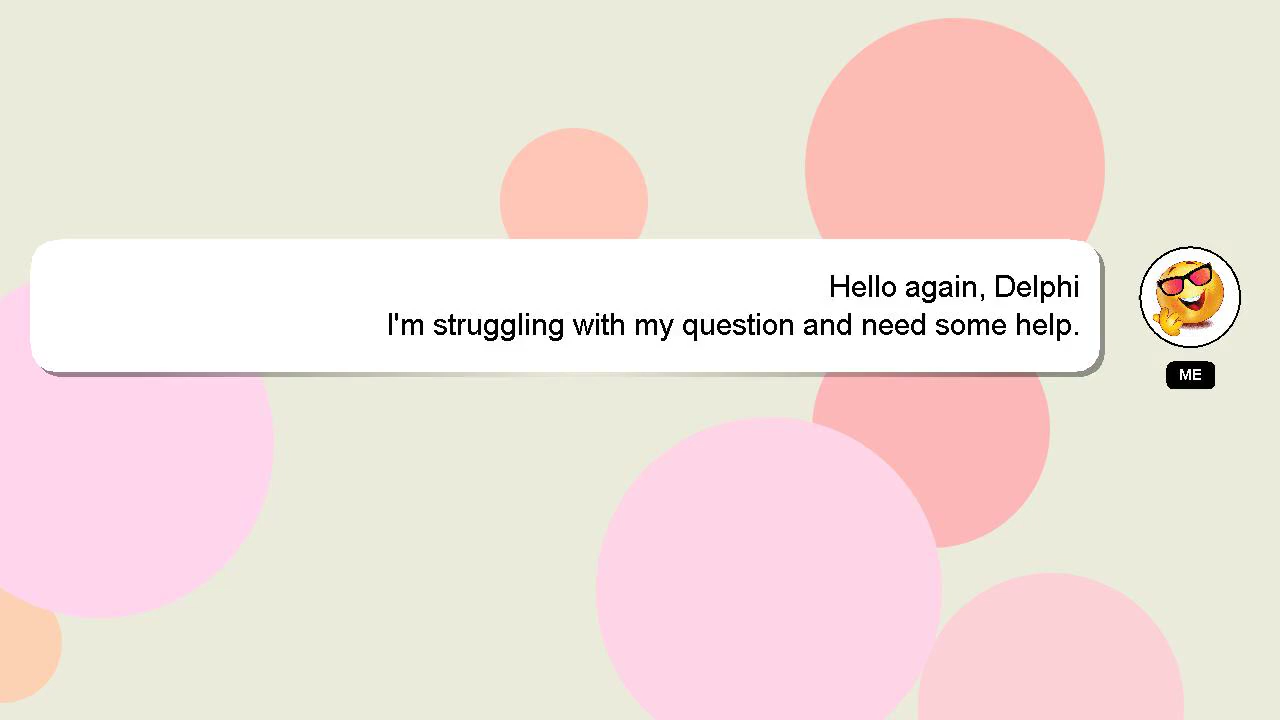 Hello again, Delphi
I'm struggling with my question and need some help.
ME